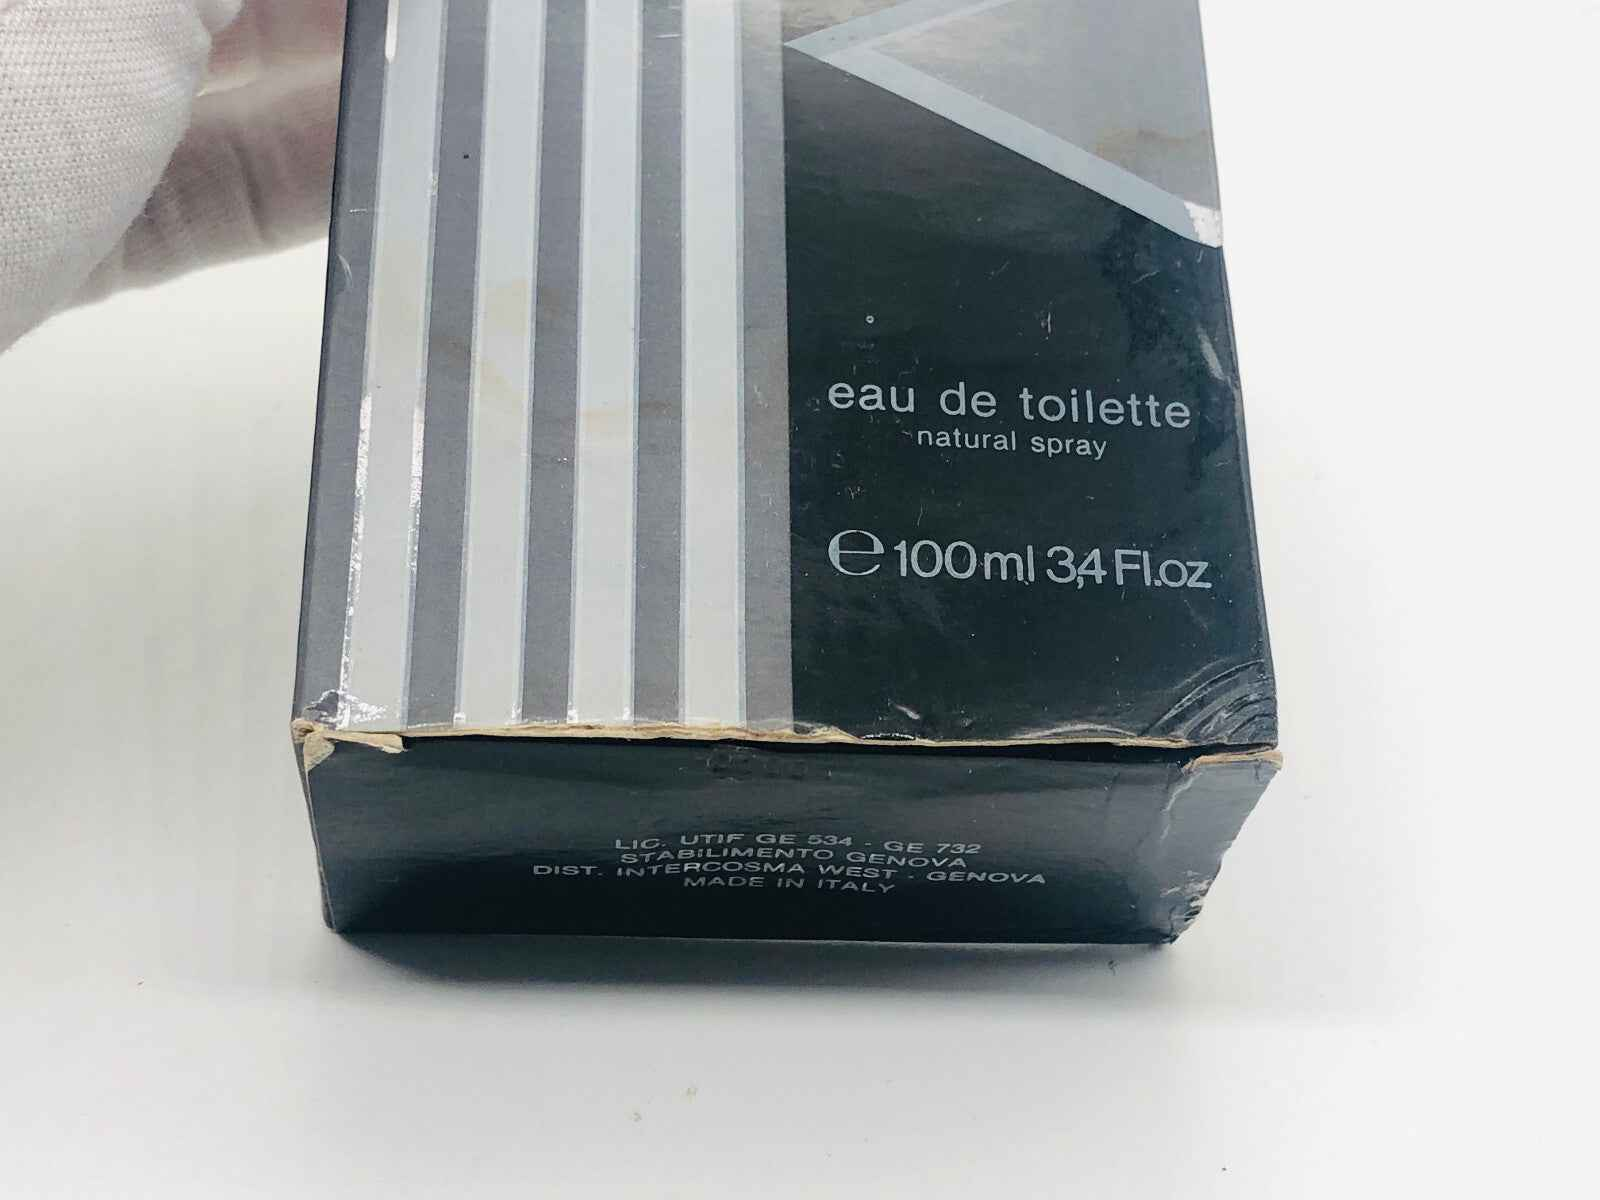 eau de toilette
natural spray
e 100ml 3,4 Fl.oz
LIC. UTIF GE 534 - GE 732
STABILIMENTO GENOVA
DIST. INTERCOSMA WEST - GENOVA
MADE IN ITALY